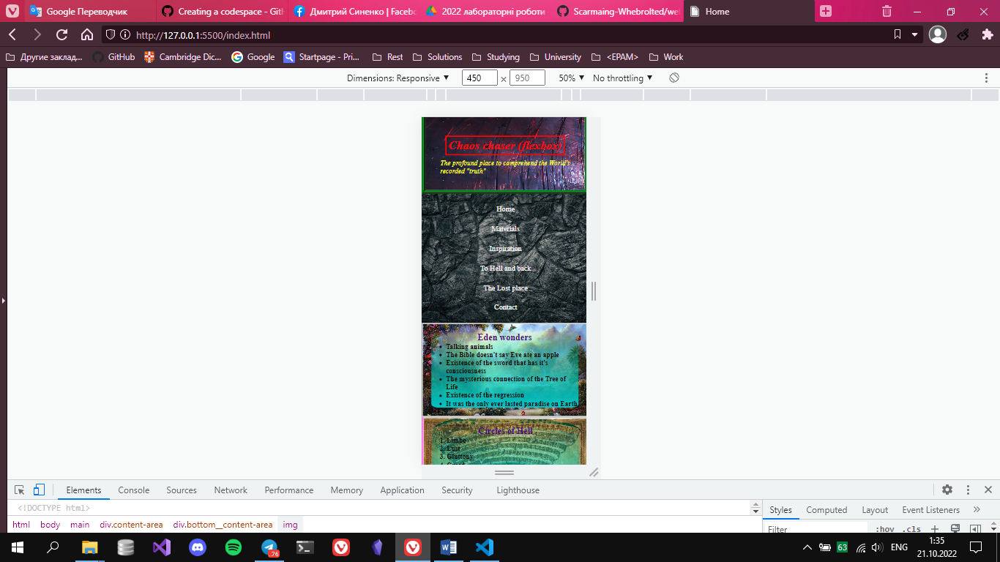 Google Переводчик
Creating a codespace - Gith
Дмитрий Синенко | Facebo
2022 лабораторні роботи -
Scarmaing-Whebrolted/wel
Home
http://127.0.0.1:5500/index.html
Другие заклад...
GitHub
Cambridge Dic...
Google
Startpage - Pri...
Rest
Solutions
Studying
University
<EPAM>
Work
Dimensions: Responsive ▼ 450 × 950 50% ▼ No throttling ▼
Chaos chaser (flexbox)
The profound place to comprehend the World's
recorded "truth"
Home
Materials
Inspiration
To Hell and back
The Lost place
Contact
Eden wonders
• Talking animals
• The Bible doesn't say Eve ate an apple
• Existence of the sword that has it's
consciousness
• The mysterious connection of the Tree of
Life
• Existence of the regression
• It was the only ever lasted paradise on Earth
Circles of Hell
1. Limbo
2. Lust
3. Gluttony
4. Greed
Elements Console Sources Network Performance Memory Application Security Lighthouse
<!DOCTYPE html>
html body main div.content-area div.bottom__content-area img
Styles Computed Layout Event Listeners »
Filter :hov .cls +
.76
63
ENG
1:35
21.10.2022